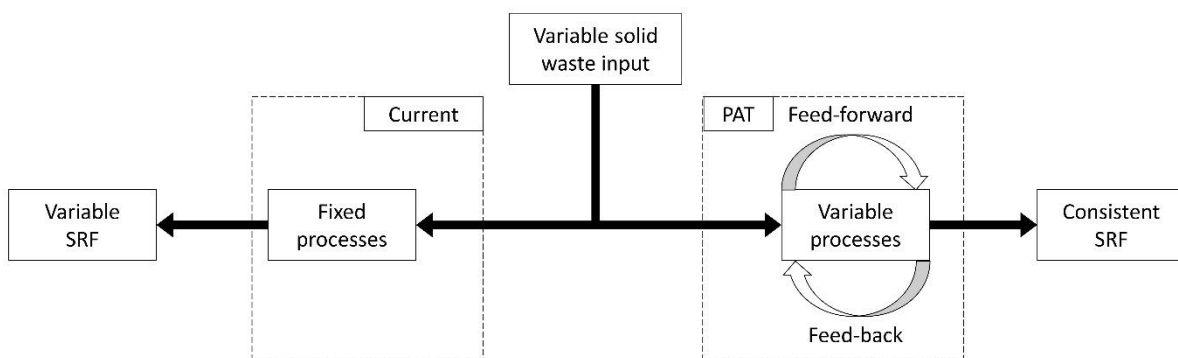 Variable solid
waste input
Current
PAT
Feed-forward
Variable
SRF
Fixed
processes
Variable
processes
Consistent
SRF
Feed-back